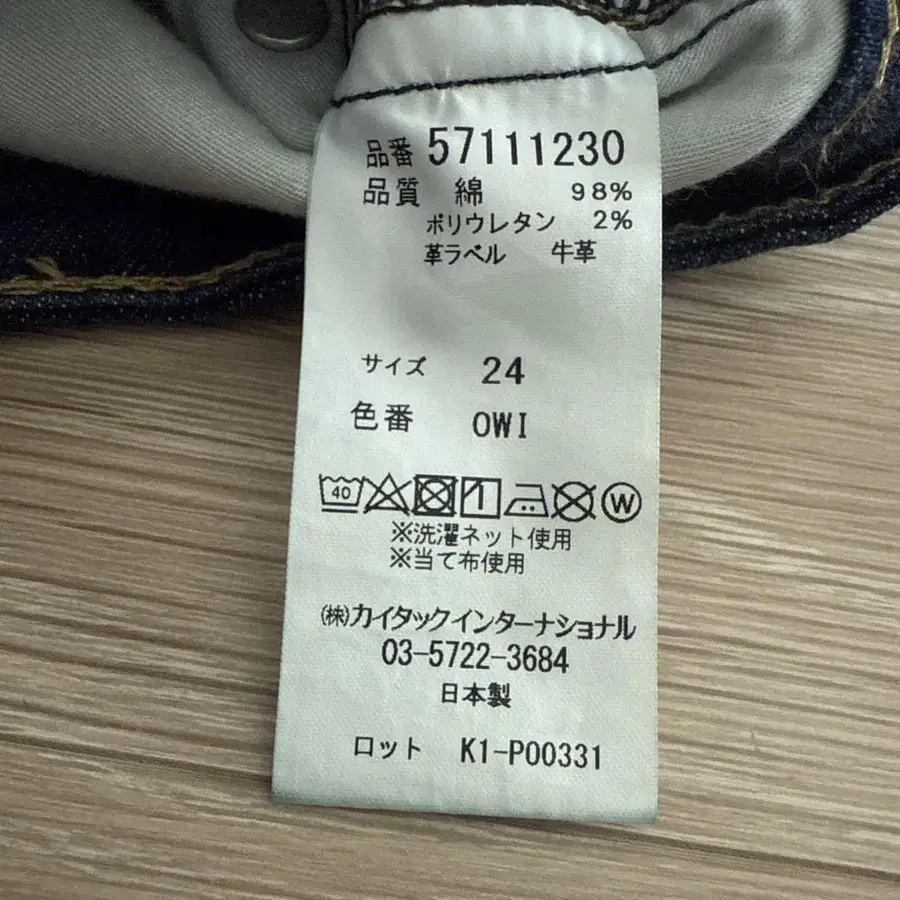 品番 57111230
品質 綿 98%
ポリウレタン 2%
革ラベル 牛革
サイズ 24
色番 OWI
40 W
※洗濯ネット使用
※当て布使用
㈱カイタックインターナショナル
03-5722-3684
日本製
ロット K1-P00331